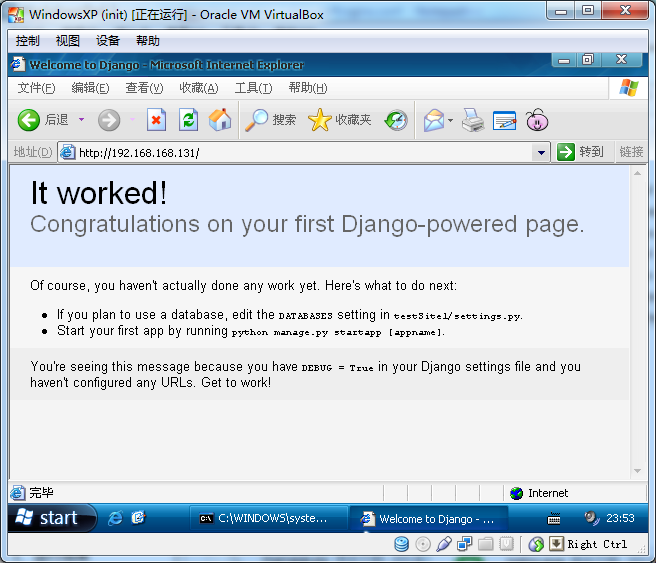 WindowsXP (init) [正在运行] - Oracle VM VirtualBox
控制 视图 设备 帮助
Welcome to Django - Microsoft Internet Explorer
文件(F) 编辑(E) 查看(V) 收藏(A) 工具(T) 帮助(H)
后退 搜索 收藏夹
地址(D) http://192.168.168.131/ 转到 链接
It worked!
Congratulations on your first Django-powered page.
Of course, you haven't actually done any work yet. Here's what to do next:
If you plan to use a database, edit the DATABASES setting in testSite1/settings.py.
Start your first app by running python manage.py startapp [appname].
You're seeing this message because you have DEBUG = True in your Django settings file and you
haven't configured any URLs. Get to work!
完毕 Internet
start C:\WINDOWS\syste... Welcome to Django - ... 23:53
Right Ctrl